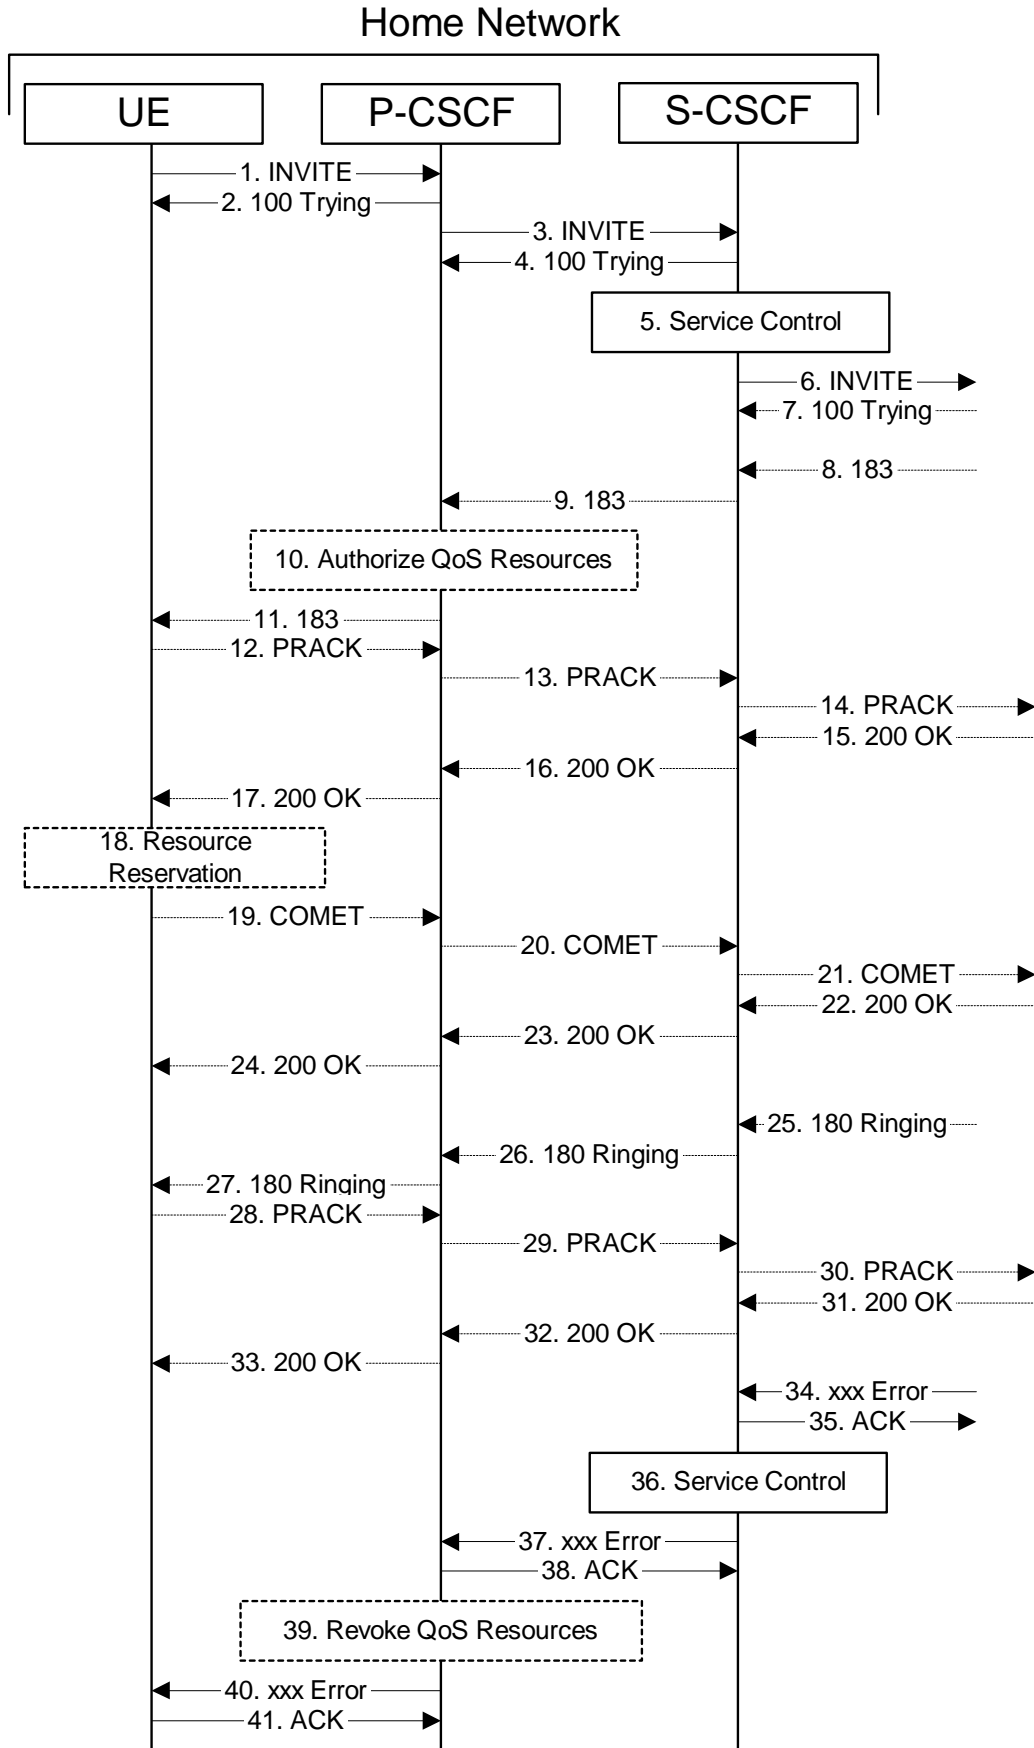 Home Network
UE
P-CSCF
S-CSCF
1. INVITE
2. 100 Trying
3. INVITE
4. 100 Trying
5. Service Control
6. INVITE
7. 100 Trying
8. 183
9. 183
10. Authorize QoS Resources
11. 183
12. PRACK
13. PRACK
14. PRACK
15. 200 OK
16. 200 OK
17. 200 OK
18. Resource
Reservation
19. COMET
20. COMET
21. COMET
22. 200 OK
23. 200 OK
24. 200 OK
25. 180 Ringing
26. 180 Ringing
27. 180 Ringing
28. PRACK
29. PRACK
30. PRACK
31. 200 OK
32. 200 OK
33. 200 OK
34. xxx Error
35. ACK
36. Service Control
37. xxx Error
38. ACK
39. Revoke QoS Resources
40. xxx Error
41. ACK